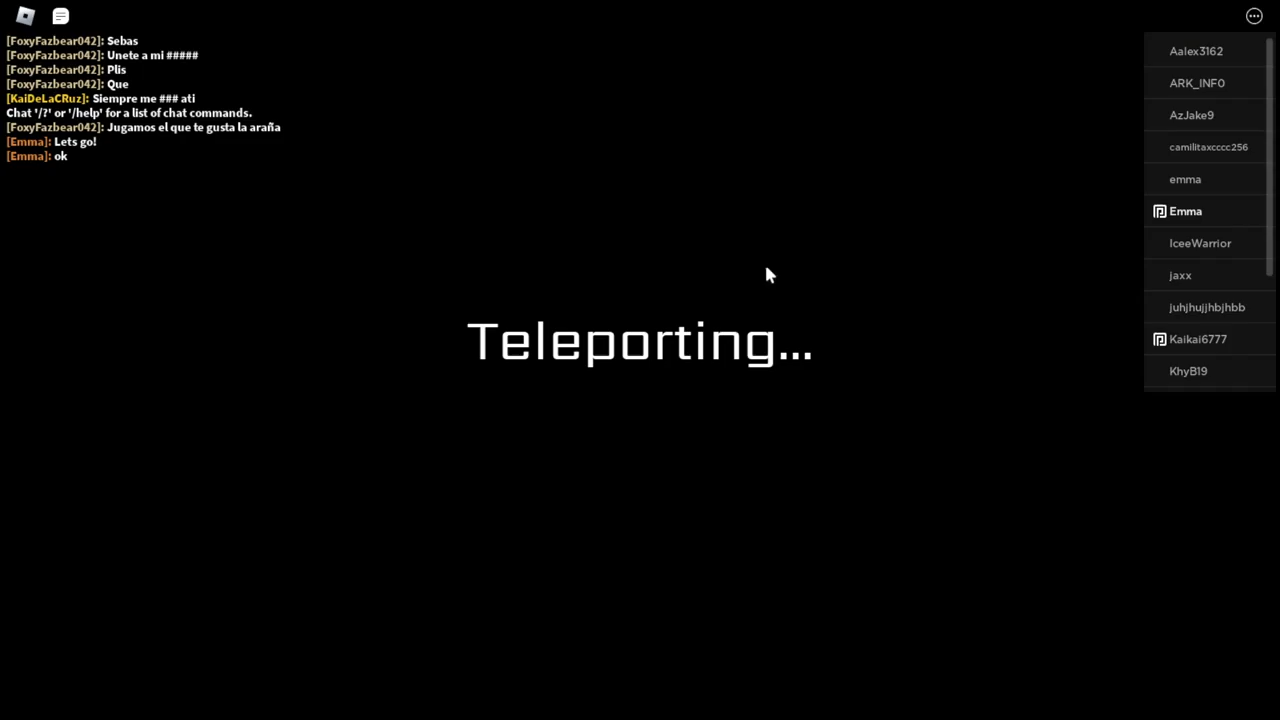 [FoxyFazbear042]: Sebas
[FoxyFazbear042]: Unete a mi #####
[FoxyFazbear042]: Plis
[FoxyFazbear042]: Que
[KaiDeLaCRuz]: Siempre me ### ati
Chat '/?' or '/help' for a list of chat commands.
[FoxyFazbear042]: Jugamos el que te gusta la araña
[Emma]: Lets go!
[Emma]: ok
Teleporting...
Aalex3162
ARK_INF0
AzJake9
camilitaxcccc256
emma
Emma
IceeWarrior
jaxx
juhjhujjhbjhbb
Kaikai6777
KhyB19